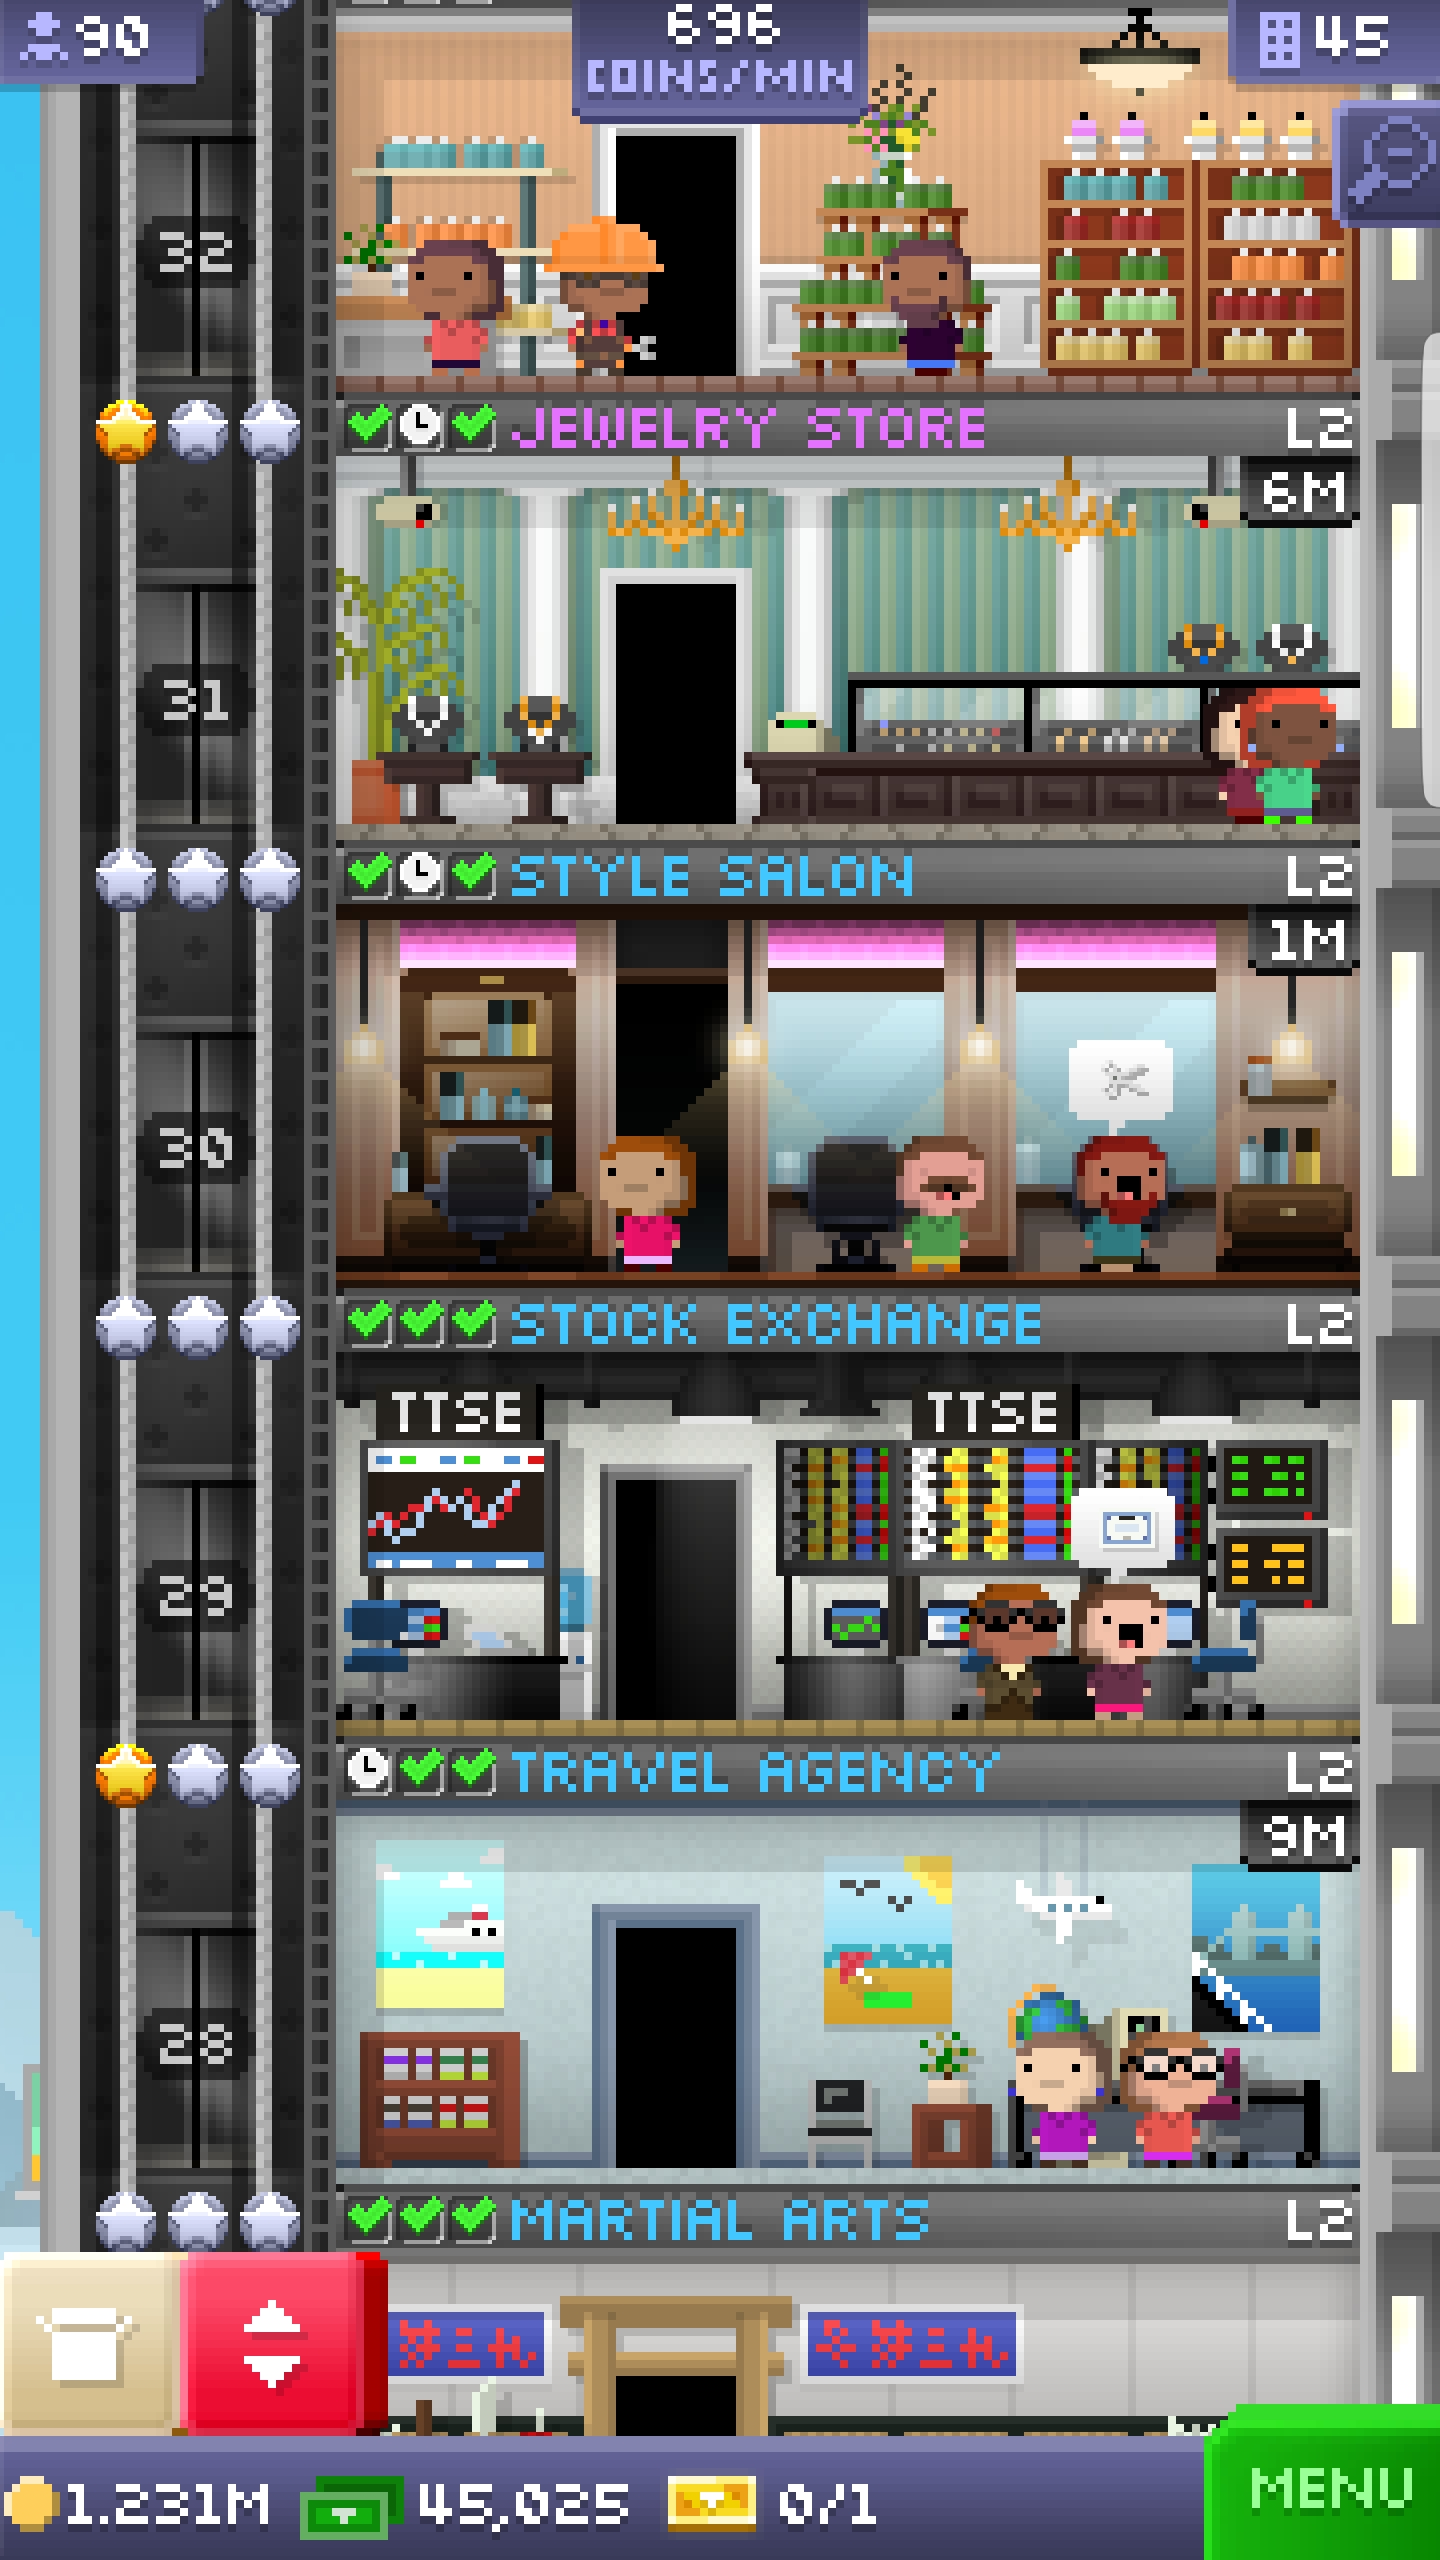 90
696
COINS/MIN
45
32
JEWELRY STORE L2
6M
31
STYLE SALON L2
1M
30
STOCK EXCHANGE L2
TTSE TTSE
29
TRAVEL AGENCY L2
9M
28
MARTIAL ARTS L2
1.231M 45,025 0/1 MENU